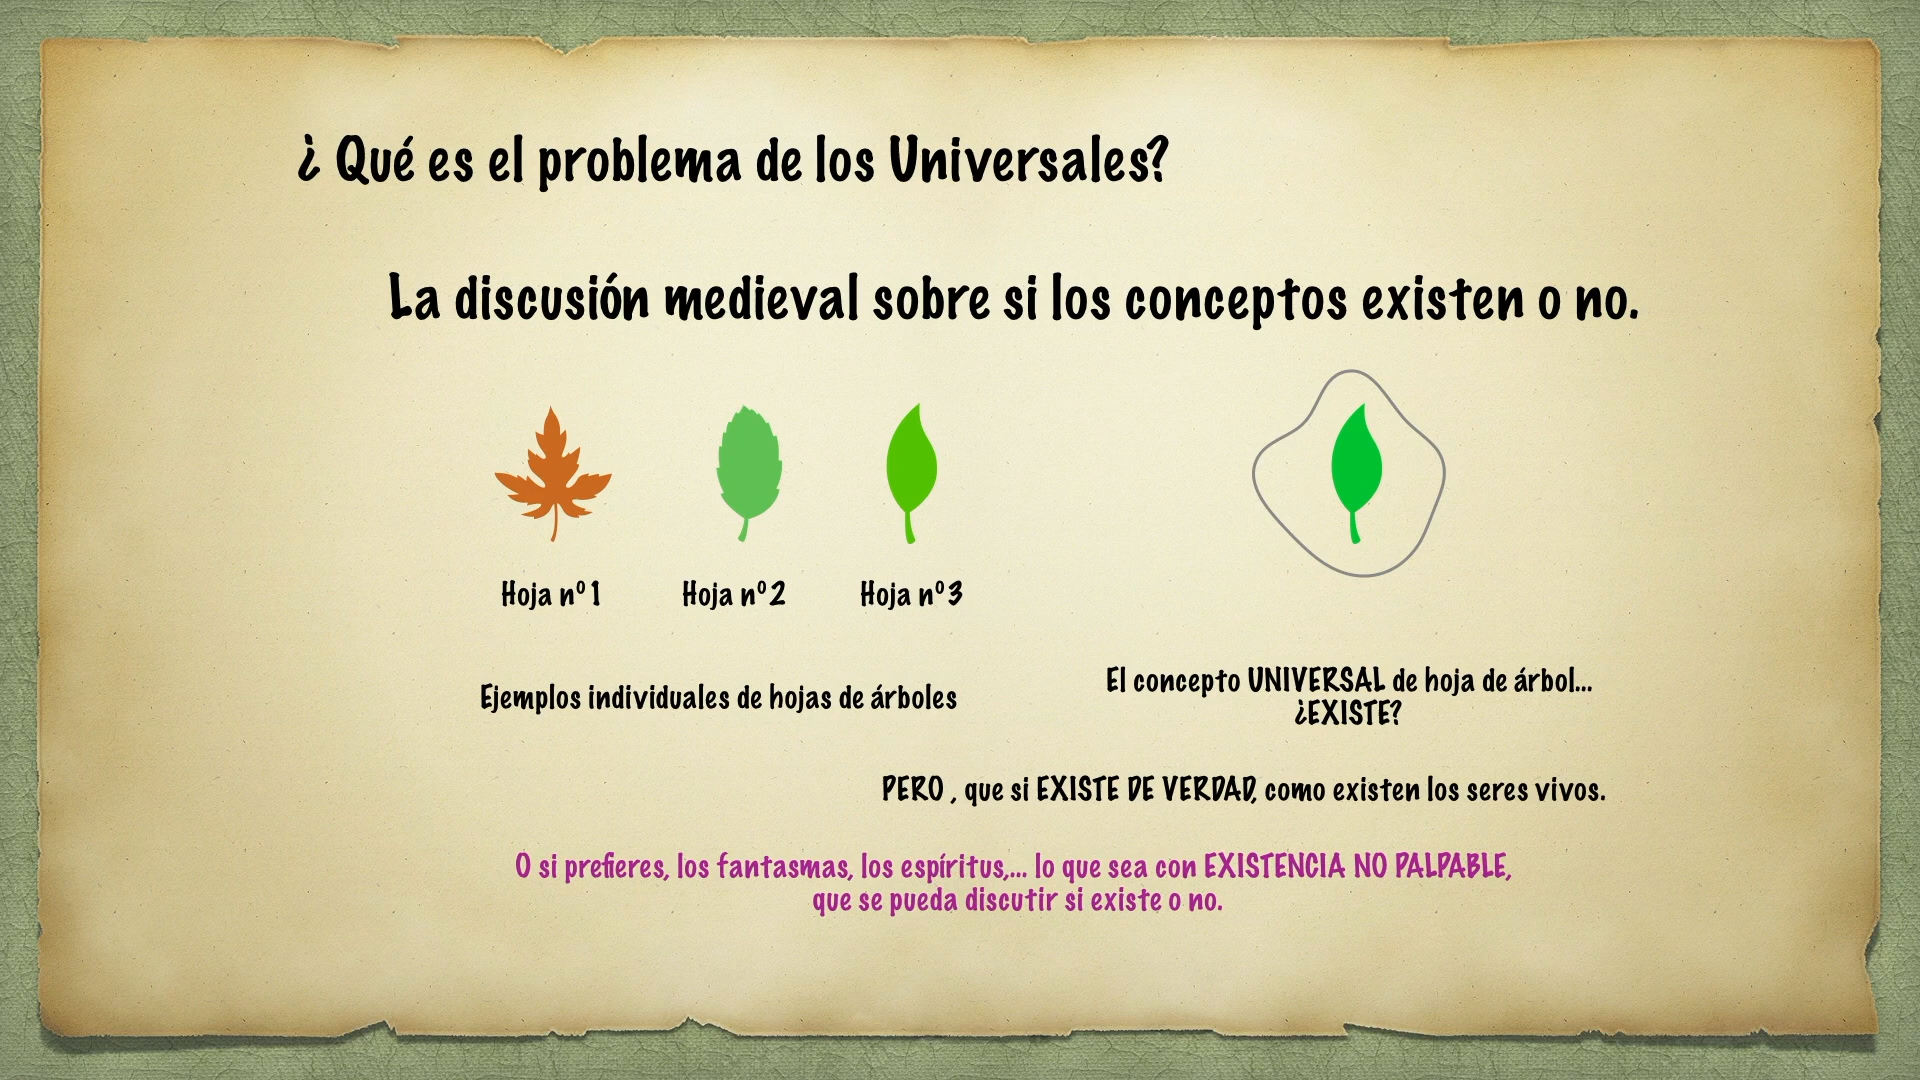 ¿ Qué es el problema de los Universales?
La discusión medieval sobre si los conceptos existen o no.
Hoja nº1
Hoja nº2
Hoja nº3
Ejemplos individuales de hojas de árboles
El concepto UNIVERSAL de hoja de árbol...
¿EXISTE?
PERO , que si EXISTE DE VERDAD, como existen los seres vivos.
O si prefieres, los fantasmas, los espíritus,... lo que sea con EXISTENCIA NO PALPABLE,
que se pueda discutir si existe o no.